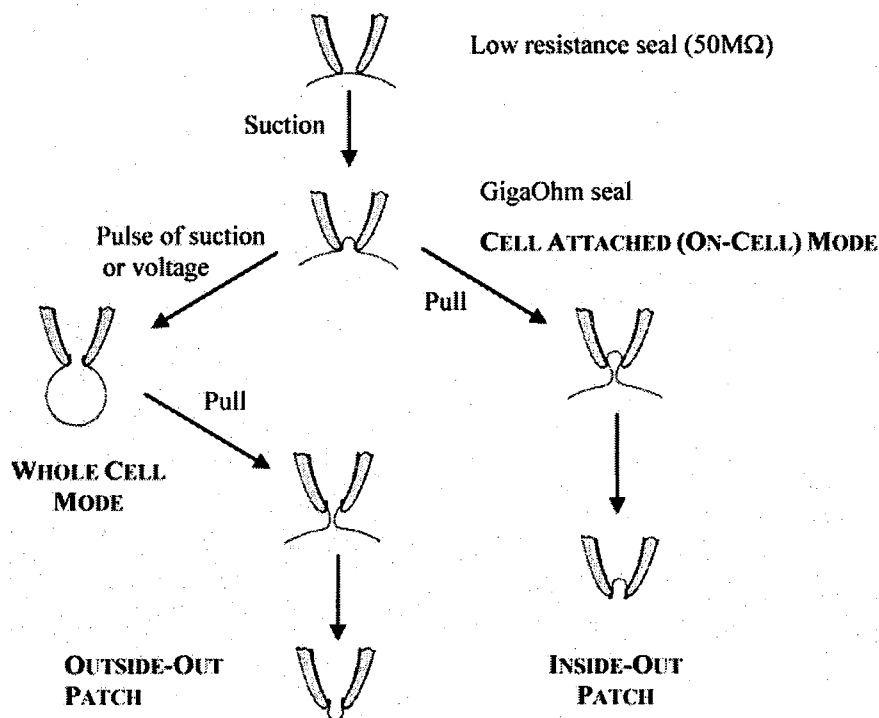 Low resistance seal (50MΩ)
Suction
GigaOhm seal
CELL ATTACHED (ON-CELL) MODE
Pulse of suction
or voltage
Pull
Pull
WHOLE CELL
MODE
OUTSIDE-OUT
PATCH
INSIDE-OUT
PATCH